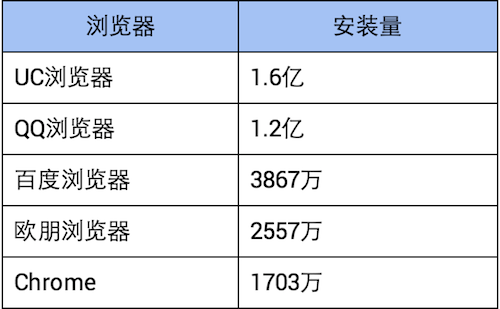 浏览器 安装量
UC浏览器 1.6亿
QQ浏览器 1.2亿
百度浏览器 3867万
欧朋浏览器 2557万
Chrome 1703万